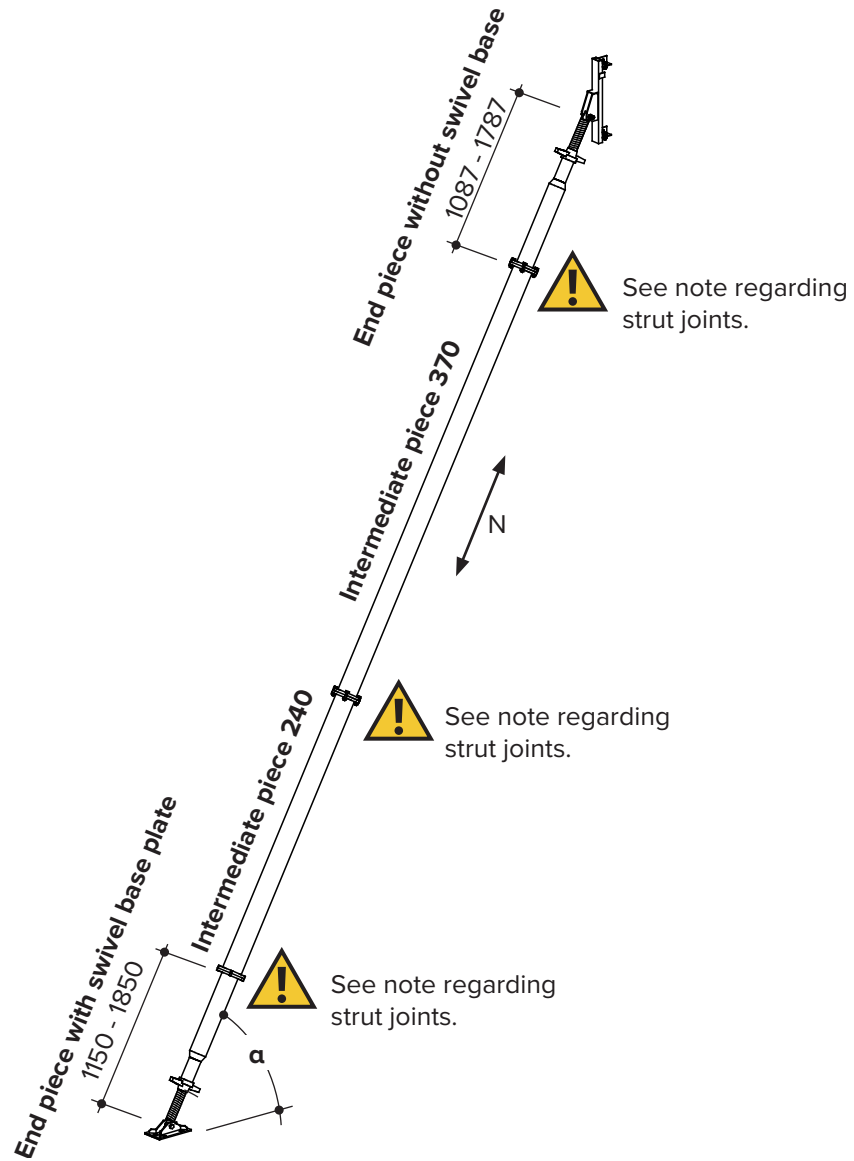 End piece without swivel base
1087 - 1787
See note regarding
strut joints.
Intermediate piece 370
N
See note regarding
strut joints.
Intermediate piece 240
End piece with swivel base plate
1150 - 1850
See note regarding
strut joints.
α